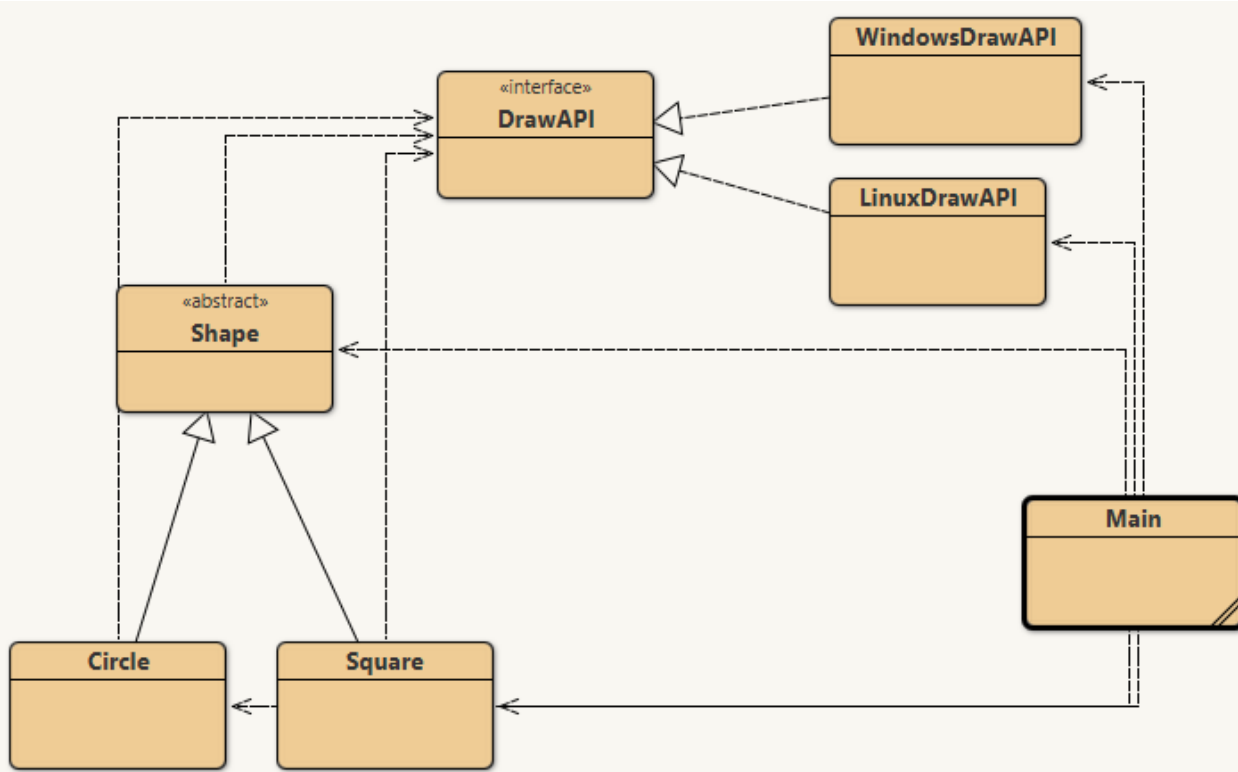 WindowsDrawAPI
«interface»
DrawAPI
LinuxDrawAPI
«abstract»
Shape
Main
Circle
Square